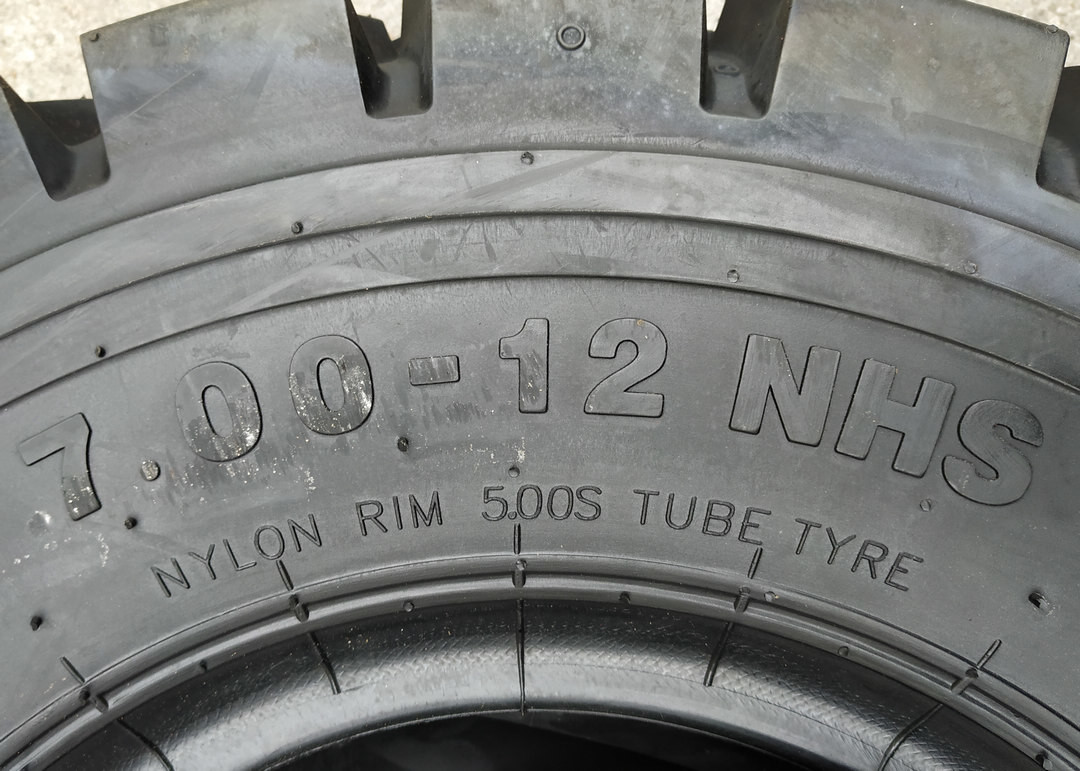 7.00-12 NHS
NYLON RIM 5.00S TUBE TYRE